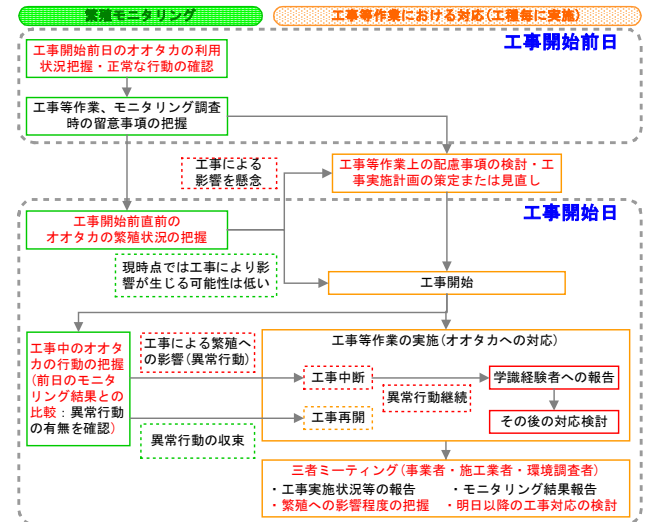 繁殖モニタリング
工事等作業における対応(工種毎に実施)
工事開始前日
工事開始前日のオオタカの利用
状況把握・正常な行動の確認
工事等作業、モニタリング調査
時の留意事項の把握
工事による
影響を懸念
工事等作業上の配慮事項の検討・工
事実施計画の策定または見直し
工事開始日
工事開始前直前の
オオタカの繁殖状況の把握
現時点では工事により影
響が生じる可能性は低い
工事開始
工事中のオオタ
カの行動の把握
(前日のモニタ
リング結果との
比較：異常行動
の有無を確認)
工事による繁殖へ
の影響(異常行動)
異常行動の収束
工事等作業の実施(オオタカへの対応)
工事中断
異常行動継続
学識経験者への報告
工事再開
その後の対応検討
三者ミーティング(事業者・施工業者・環境調査者)
・工事実施状況等の報告
・モニタリング結果報告
・繁殖への影響程度の把握
・明日以降の工事対応の検討